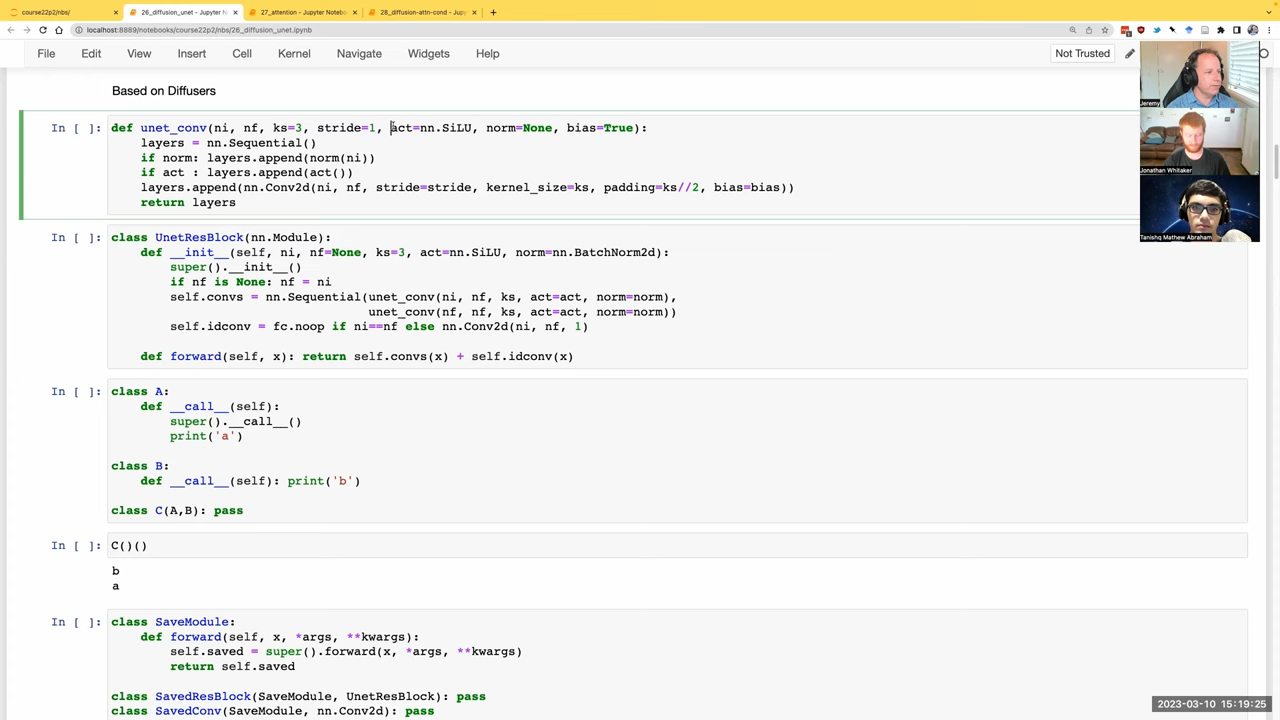 course22p2/nbs/
26_diffusion_unet - Jupyter N
27_attention - Jupyter Noteb
28_diffusion-attn-cond - Jup
localhost:8889/notebooks/course22p2/nbs/26_diffusion_unet.ipynb
File Edit View Insert Cell Kernel Navigate Widgets Help
Not Trusted
Based on Diffusers
In [ ]: def unet_conv(ni, nf, ks=3, stride=1, act=nn.SiLU, norm=None, bias=True):
layers = nn.Sequential()
if norm: layers.append(norm(ni))
if act : layers.append(act())
layers.append(nn.Conv2d(ni, nf, stride=stride, kernel_size=ks, padding=ks//2, bias=bias))
return layers
In [ ]: class UnetResBlock(nn.Module):
def __init__(self, ni, nf=None, ks=3, act=nn.SiLU, norm=nn.BatchNorm2d):
super().__init__()
if nf is None: nf = ni
self.convs = nn.Sequential(unet_conv(ni, nf, ks, act=act, norm=norm),
unet_conv(nf, nf, ks, act=act, norm=norm))
self.idconv = fc.noop if ni==nf else nn.Conv2d(ni, nf, 1)
def forward(self, x): return self.convs(x) + self.idconv(x)
In [ ]: class A:
def __call__(self):
super().__call__()
print('a')
class B:
def __call__(self): print('b')
class C(A,B): pass
In [ ]: C()()
b
a
In [ ]: class SaveModule:
def forward(self, x, *args, **kwargs):
self.saved = super().forward(x, *args, **kwargs)
return self.saved
class SavedResBlock(SaveModule, UnetResBlock): pass
class SavedConv(SaveModule, nn.Conv2d): pass
Jeremy
Jonathan Whitaker
Tanishq Mathew Abraham
2023-03-10 15:19:25